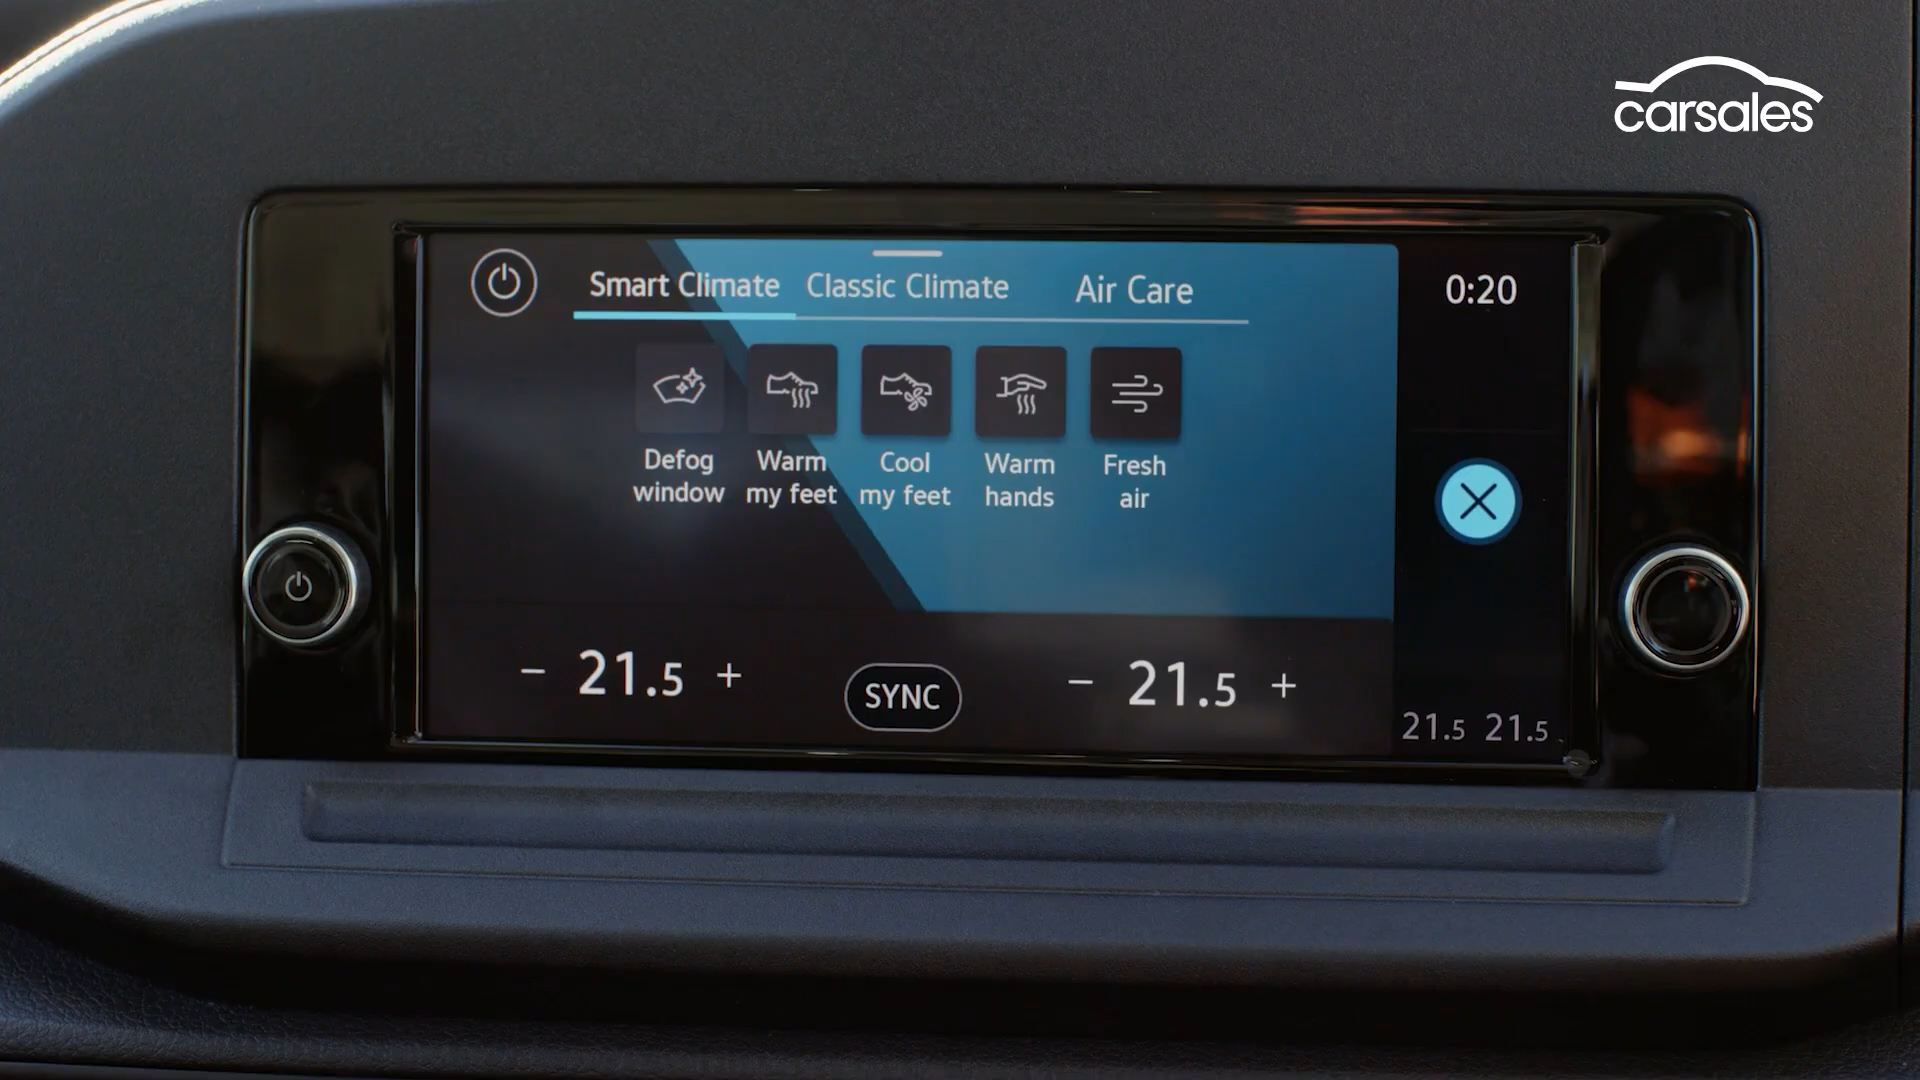 carsales
Smart Climate Classic Climate Air Care 0:20
Defog window
Warm my feet
Cool my feet
Warm hands
Fresh air
− 21.5 + SYNC − 21.5 +
21.5 21.5